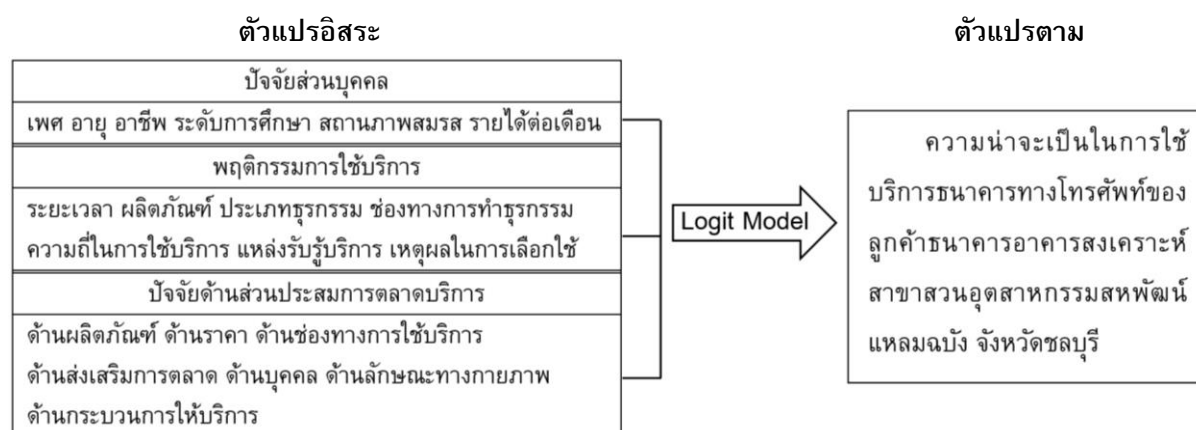 ตัวแปรอิสระ
ปัจจัยส่วนบุคคล
เพศ อายุ อาชีพ ระดับการศึกษา สถานภาพสมรส รายได้ต่อเดือน
พฤติกรรมการใช้บริการ
ระยะเวลา ผลิตภัณฑ์ ประเภทธุรกรรม ช่องทางการทำธุรกรรม
ความถี่ในการใช้บริการ แหล่งรับรู้บริการ เหตุผลในการเลือกใช้
ปัจจัยด้านส่วนประสมการตลาดบริการ
ด้านผลิตภัณฑ์ ด้านราคา ด้านช่องทางการใช้บริการ
ด้านส่งเสริมการตลาด ด้านบุคคล ด้านลักษณะทางกายภาพ
ด้านกระบวนการให้บริการ
Logit Model
ตัวแปรตาม
ความน่าจะเป็นในการใช้
บริการธนาคารทางโทรศัพท์ของ
ลูกค้าธนาคารอาคารสงเคราะห์
สาขาสวนอุตสาหกรรมสหพัฒน์
แหลมฉบัง จังหวัดชลบุรี